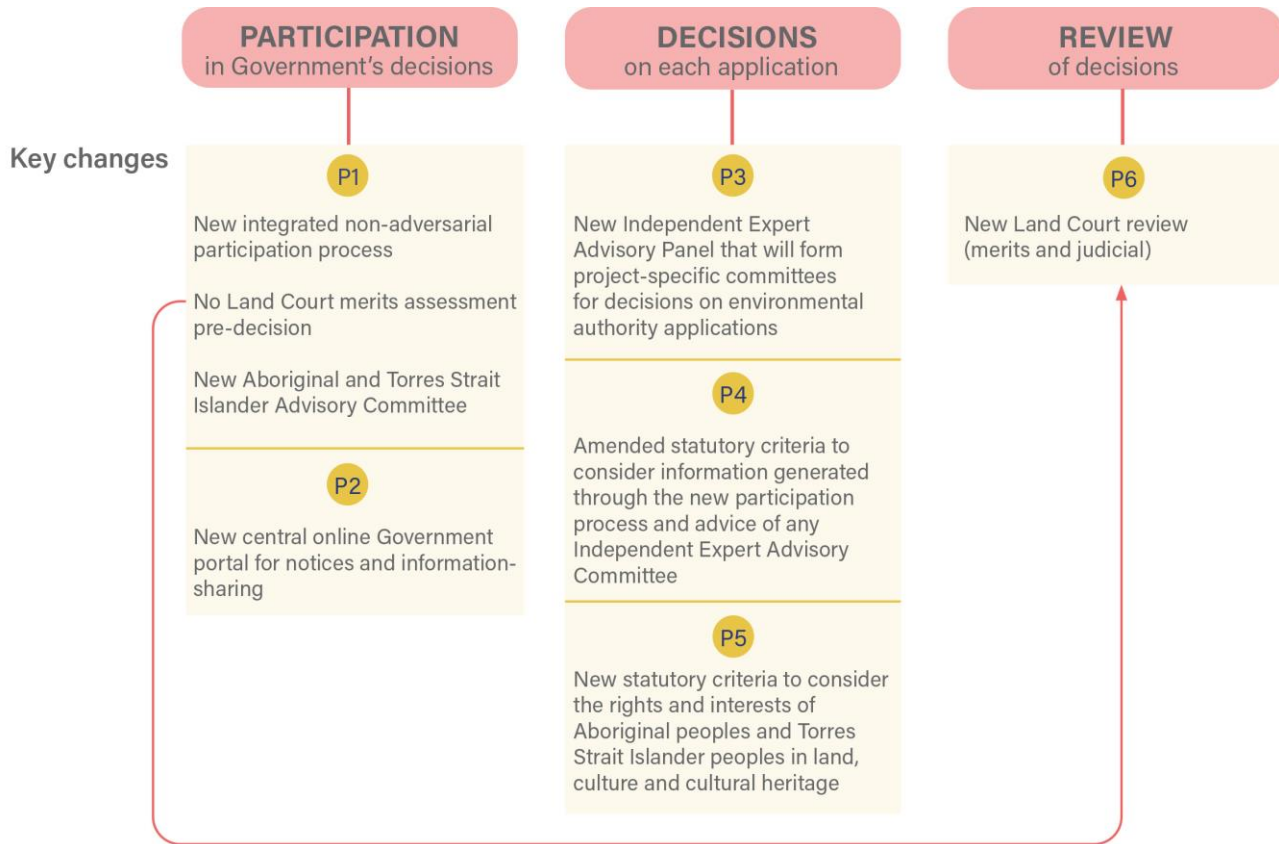 PARTICIPATION
in Government's decisions
DECISIONS
on each application
REVIEW
of decisions
Key changes
P1
New integrated non-adversarial
participation process
No Land Court merits assessment
pre-decision
New Aboriginal and Torres Strait
Islander Advisory Committee
P2
New central online Government
portal for notices and information-
sharing
P3
New Independent Expert
Advisory Panel that will form
project-specific committees
for decisions on environmental
authority applications
P4
Amended statutory criteria to
consider information generated
through the new participation
process and advice of any
Independent Expert Advisory
Committee
P5
New statutory criteria to consider
the rights and interests of
Aboriginal peoples and Torres
Strait Islander peoples in land,
culture and cultural heritage
P6
New Land Court review
(merits and judicial)